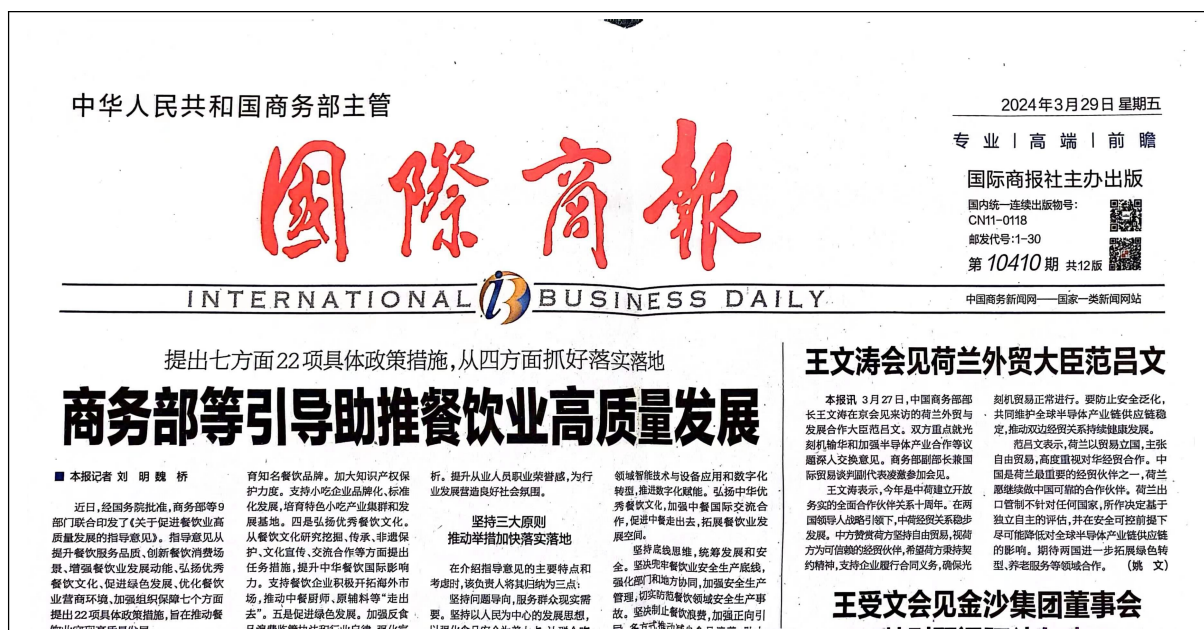 中华人民共和国商务部主管
2024年3月29日 星期五
國際商報
专 业 | 高 端 | 前 瞻
国际商报社主办出版
国内统一连续出版物号：
CN11-0118
邮发代号：1-30
第10410期 共12版
INTERNATIONAL BUSINESS DAILY
中国商务新闻网——国家一类新闻网站
提出七方面22项具体政策措施，从四方面抓好落实落地
商务部等引导助推餐饮业高质量发展
■ 本报记者 刘 明 魏 桥
近日，经国务院批准，商务部等9
部门联合印发了《关于促进餐饮业高
质量发展的指导意见》。指导意见从
提升餐饮服务品质、创新餐饮消费场
景、增强餐饮业发展动能、弘扬优秀
餐饮文化、促进绿色发展、优化餐饮
业营商环境、加强组织保障七个方面
提出22项具体政策措施，旨在推动餐
育知名餐饮品牌。加大知识产权保
护力度。支持小吃企业品牌化、标准
化发展，培育特色小吃产业集群和发
展基地。四是弘扬优秀餐饮文化。
从餐饮文化研究挖掘、传承、非遗保
护、文化宣传、交流合作等方面提出
任务措施，提升中华餐饮国际影响
力。支持餐饮企业积极开拓海外市
场，推动中餐厨师、原辅料等“走出
去”。五是促进绿色发展。加强反食
析。提升从业人员职业荣誉感，为行
业发展营造良好社会氛围。
坚持三大原则
推动举措加快落实落地
在介绍指导意见的主要特点和
考虑时，该负责人将其归纳为三点：
坚持问题导向，服务群众现实需
要。坚持以人民为中心的发展思想，
领域智能技术与设备应用和数字化
转型，推进数字化赋能。弘扬中华优
秀餐饮文化，加强中餐国际交流合
作，促进中餐走出去，拓展餐饮业发
展空间。
坚持底线思维，统筹发展和安
全。坚决兜牢餐饮业安全生产底线，
强化部门和地方协同，加强安全生产
管理，切实防范餐饮领域安全生产事
故。坚决制止餐饮浪费，加强正向引
王文涛会见荷兰外贸大臣范吕文
本报讯 3月27日，中国商务部部
长王文涛在京会见来访的荷兰外贸与
发展合作大臣范吕文。双方重点就光
刻机输华和加强半导体产业合作等议
题深入交换意见。商务部副部长兼国
际贸易谈判副代表凌激参加会见。
王文涛表示，今年是中荷建立开放
务实的全面合作伙伴关系十周年。在两
国领导人战略引领下，中荷经贸关系稳步
发展。中方赞赏荷方坚持自由贸易，视荷
方为可信赖的经贸伙伴，希望荷方秉持契
约精神，支持企业履行合同义务，确保光
刻机贸易正常进行。要防止安全泛化，
共同维护全球半导体产业链供应链稳
定，推动双边经贸关系持续健康发展。
范吕文表示，荷兰以贸易立国，主张
自由贸易，高度重视对华经贸合作。中
国是荷兰最重要的经贸伙伴之一，荷兰
愿继续做中国可靠的合作伙伴。荷兰出
口管制不针对任何国家，所作决定基于
独立自主的评估，并在安全可控前提下
尽可能降低对全球半导体产业链供应链
的影响。期待两国进一步拓展绿色转
型、养老服务等领域合作。 （姚 文）
王受文会见金沙集团董事会